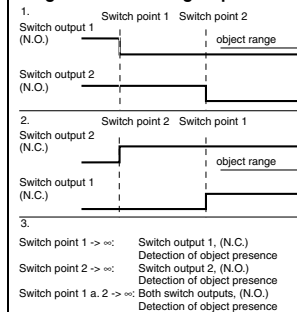 1.
Switch point 1 Switch point 2
Switch output 1
(N.O.)
object range
Switch output 2
(N.O.)
2.
Switch point 2 Switch point 1
Switch output 2
(N.C.)
object range
Switch output 1
(N.C.)
3.
Switch point 1 -> ∞: Switch output 1, (N.C.)
Detection of object presence
Switch point 2 -> ∞: Switch output 2, (N.O.)
Detection of object presence
Switch point 1 a. 2 -> ∞: Both switch outputs, (N.O.)
Detection of object presence